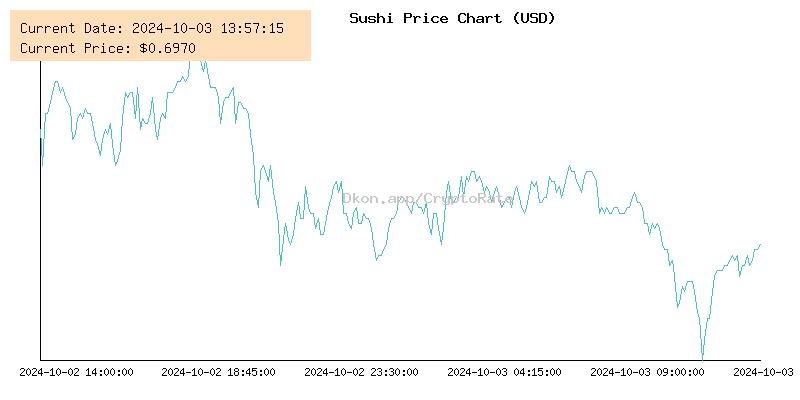 Sushi Price Chart (USD)
Current Date: 2024-10-03 13:57:15
Current Price: $0.6970
Okon.app/CryptoRate
2024-10-02 14:00:00
2024-10-02 18:45:00
2024-10-02 23:30:00
2024-10-03 04:15:00
2024-10-03 09:00:00
2024-10-03